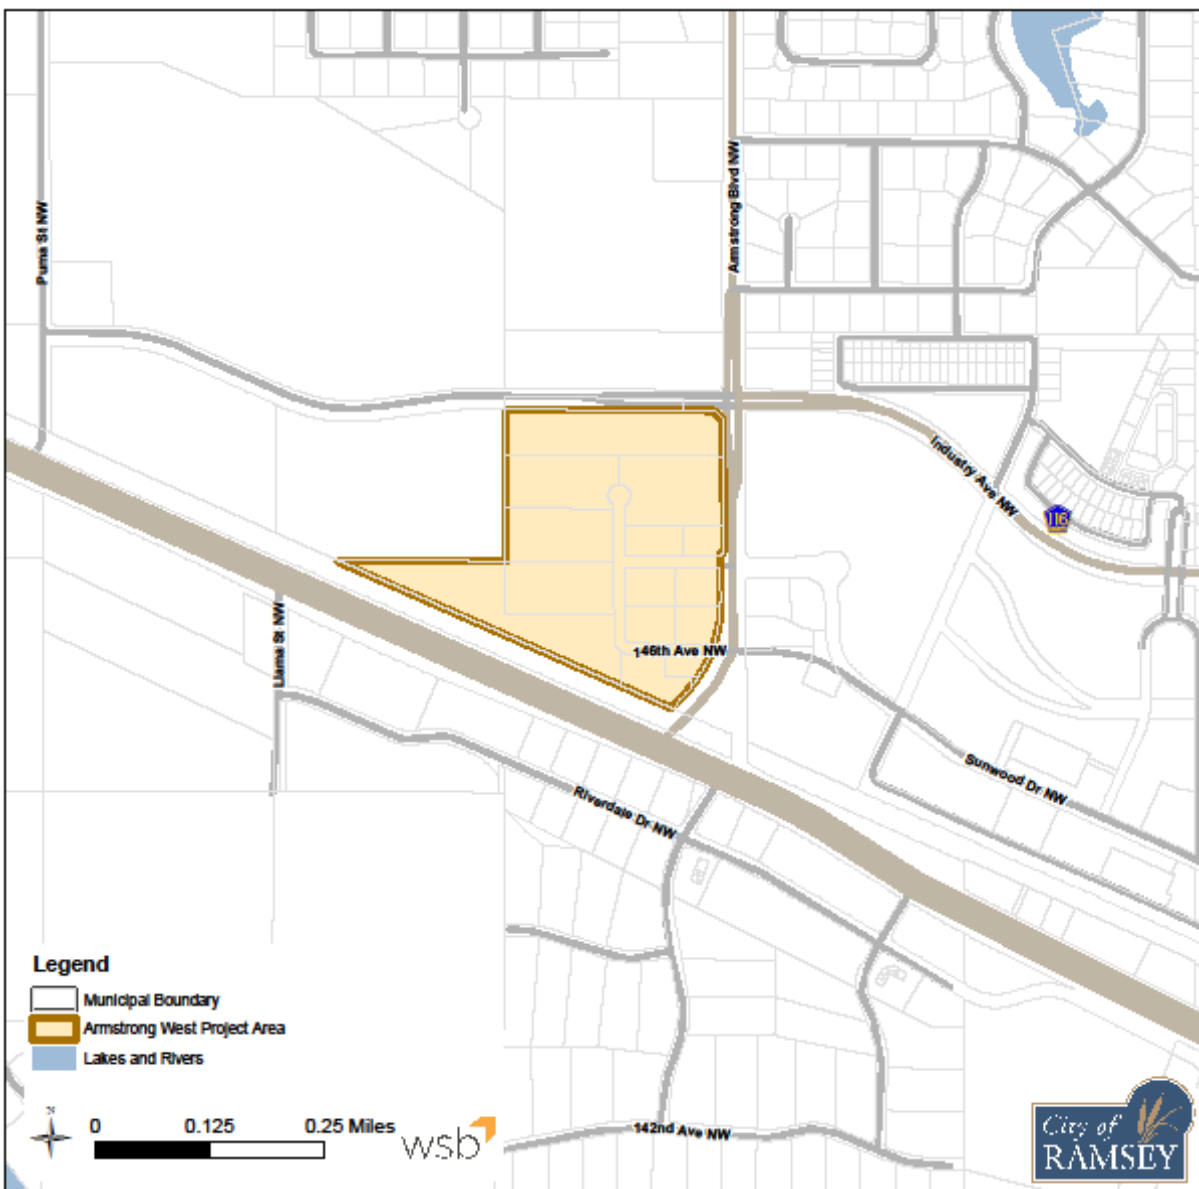 Puma St NW
Armstrong Blvd NW
Industry Ave NW
116
146th Ave NW
Llama St NW
Sunwood Dr NW
Riverdale Dr NW
142nd Ave NW
Legend
Municipal Boundary
Armstrong West Project Area
Lakes and Rivers
N
0 0.125 0.25 Miles
wsb
City of
RAMSEY